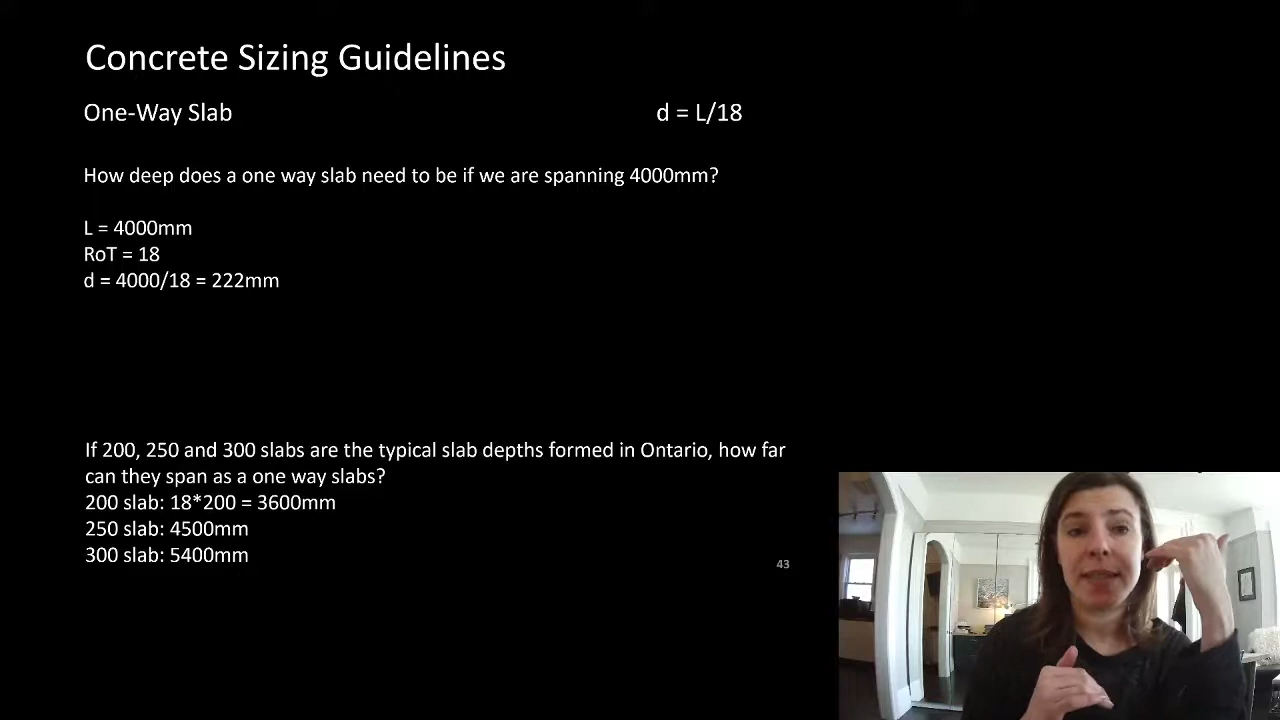 Concrete Sizing Guidelines
One-Way Slab d = L/18
How deep does a one way slab need to be if we are spanning 4000mm?
L = 4000mm
RoT = 18
d = 4000/18 = 222mm
If 200, 250 and 300 slabs are the typical slab depths formed in Ontario, how far
can they span as a one way slabs?
200 slab: 18*200 = 3600mm
250 slab: 4500mm
300 slab: 5400mm
43